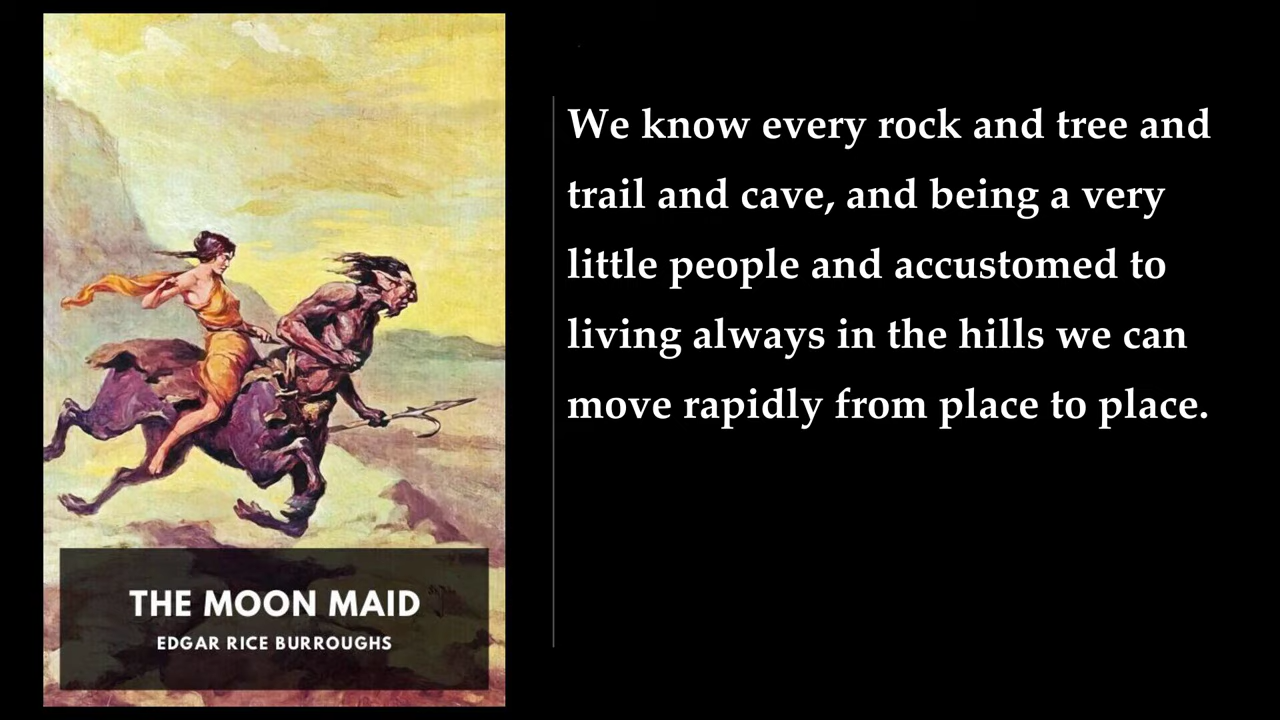 THE MOON MAID
EDGAR RICE BURROUGHS
We know every rock and tree and
trail and cave, and being a very
little people and accustomed to
living always in the hills we can
move rapidly from place to place.